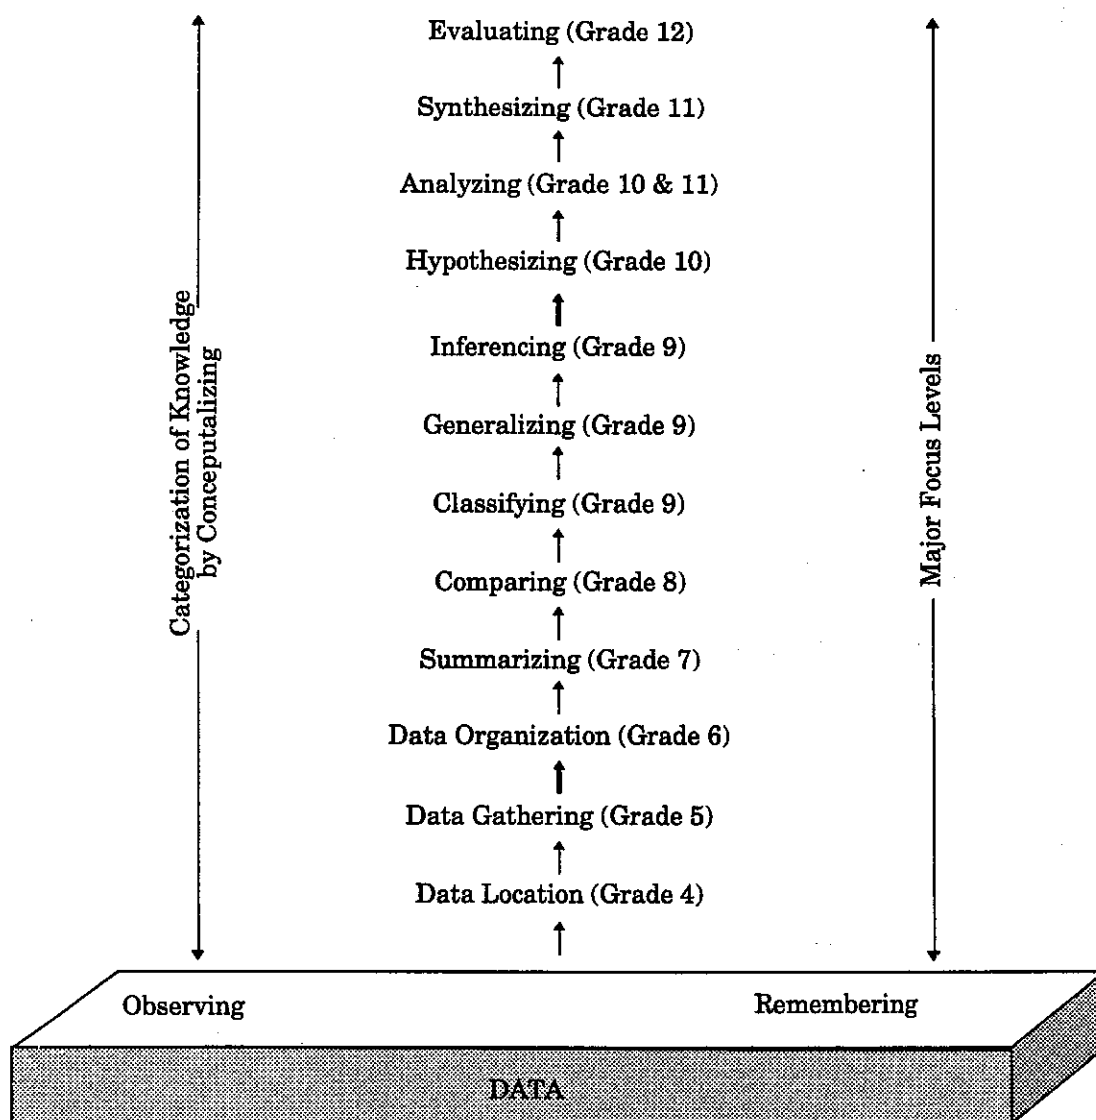 Evaluating (Grade 12)
Synthesizing (Grade 11)
Analyzing (Grade 10 & 11)
Hypothesizing (Grade 10)
Inferencing (Grade 9)
Generalizing (Grade 9)
Classifying (Grade 9)
Comparing (Grade 8)
Summarizing (Grade 7)
Data Organization (Grade 6)
Data Gathering (Grade 5)
Data Location (Grade 4)
Categorization of Knowledge
by Conceputalizing
Major Focus Levels
Observing
Remembering
DATA